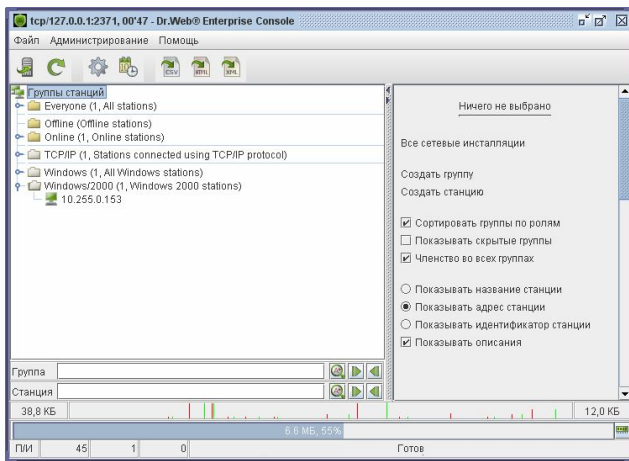 tcp/127.0.0.1:2371, 00'47 - Dr.Web® Enterprise Console
Файл Администрирование Помощь
CSV HTML XML
Группы станций
Everyone (1, All stations)
Offline (Offline stations)
Online (1, Online stations)
TCP/IP (1, Stations connected using TCP/IP protocol)
Windows (1, All Windows stations)
Windows/2000 (1, Windows 2000 stations)
10.255.0.153
Ничего не выбрано
Все сетевые инсталляции
Создать группу
Создать станцию
Сортировать группы по ролям
Показывать скрытые группы
Членство во всех группах
Показывать название станции
Показывать адрес станции
Показывать идентификатор станции
Показывать описания
Группа
Станция
38,8 КБ 12,0 КБ
6.6 МБ, 55%
П/И 45 1 0 Готов